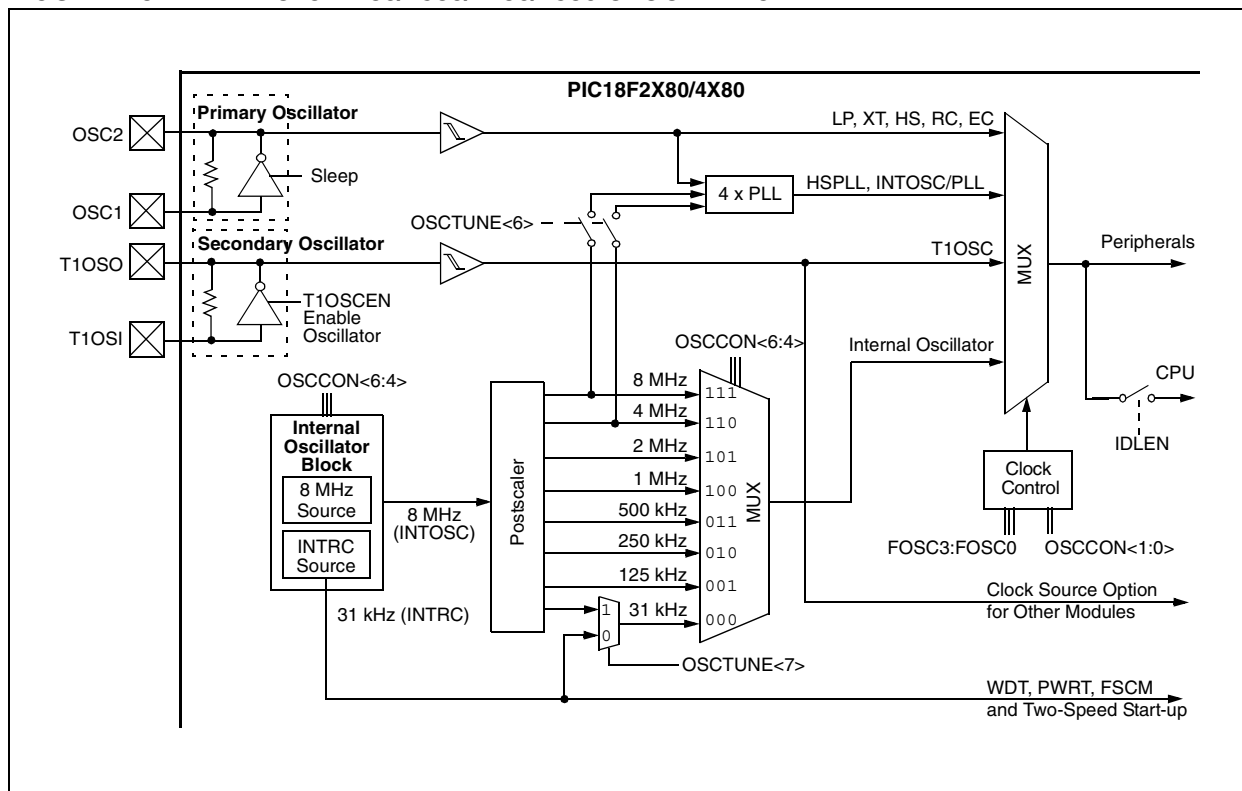 PIC18F2X80/4X80
Primary Oscillator
OSC2
Sleep
OSC1
LP, XT, HS, RC, EC
4 x PLL
HSPLL, INTOSC/PLL
OSCTUNE<6>
Secondary Oscillator
T1OSO
T1OSCEN
Enable
Oscillator
T1OSI
T1OSC
MUX
Peripherals
Internal Oscillator
CPU
IDLEN
Clock
Control
FOSC3:FOSC0
OSCCON<1:0>
OSCCON<6:4>
OSCCON<6:4>
Internal
Oscillator
Block
8 MHz
Source
INTRC
Source
8 MHz
(INTOSC)
31 kHz (INTRC)
Postscaler
8 MHz
111
4 MHz
110
2 MHz
101
1 MHz
100
500 kHz
011
250 kHz
010
125 kHz
001
1
0
31 kHz
000
MUX
OSCTUNE<7>
Clock Source Option
for Other Modules
WDT, PWRT, FSCM
and Two-Speed Start-up